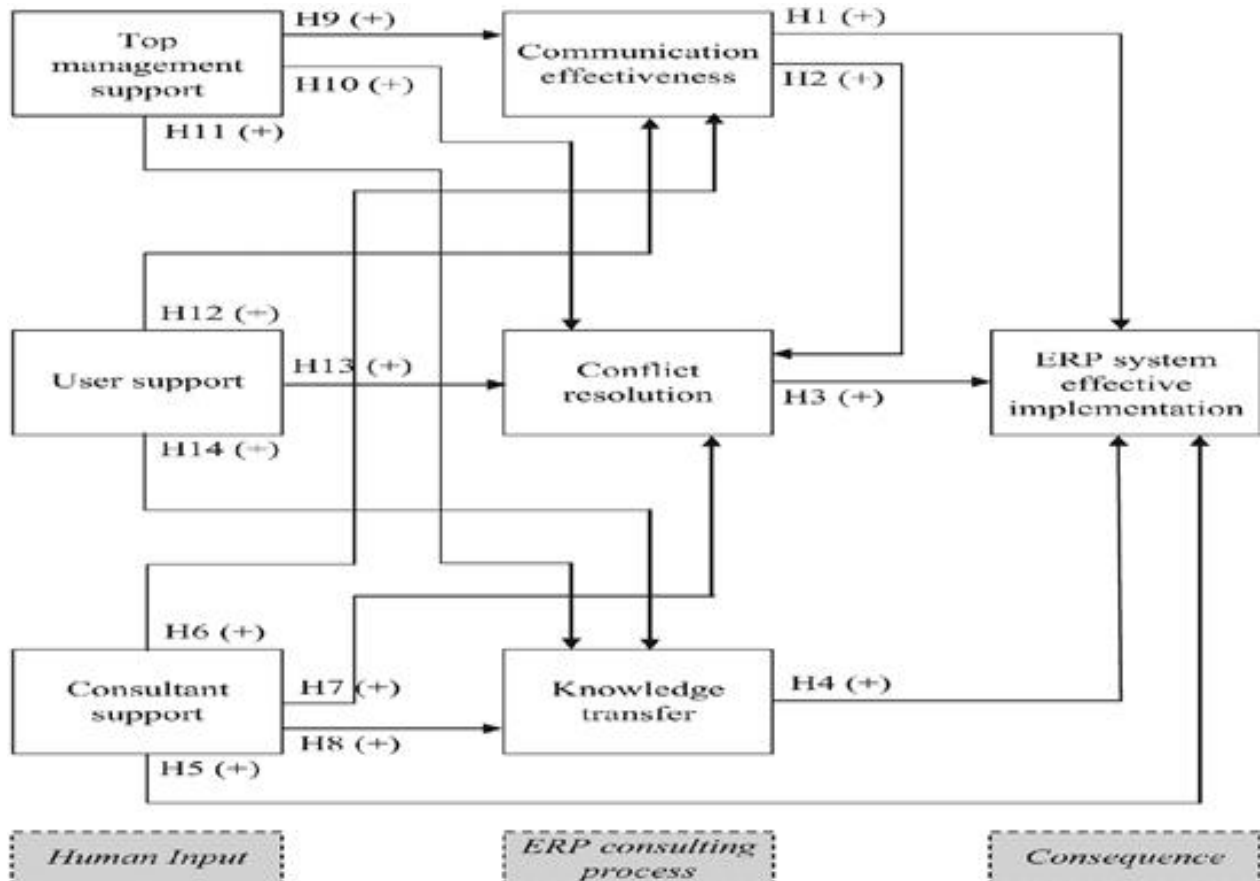 H9 (+)
H1 (+)
Top
management
support
Communication
effectiveness
H10 (+)
H2 (+)
H11 (+)
H12 (+)
User support
H13 (+)
Conflict
resolution
H3 (+)
ERP system
effective
implementation
H14 (+)
H6 (+)
Consultant
support
H7 (+)
Knowledge
transfer
H4 (+)
H8 (+)
H5 (+)
Human Input
ERP consulting
process
Consequence